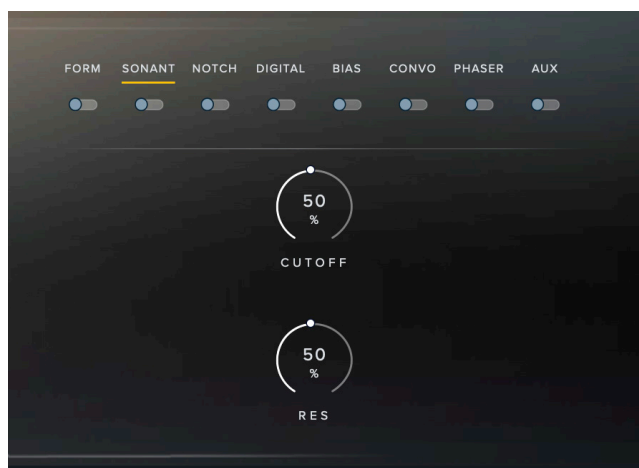 FORM SONANT NOTCH DIGITAL BIAS CONVO PHASER AUX
50
%
CUTOFF
50
%
RES